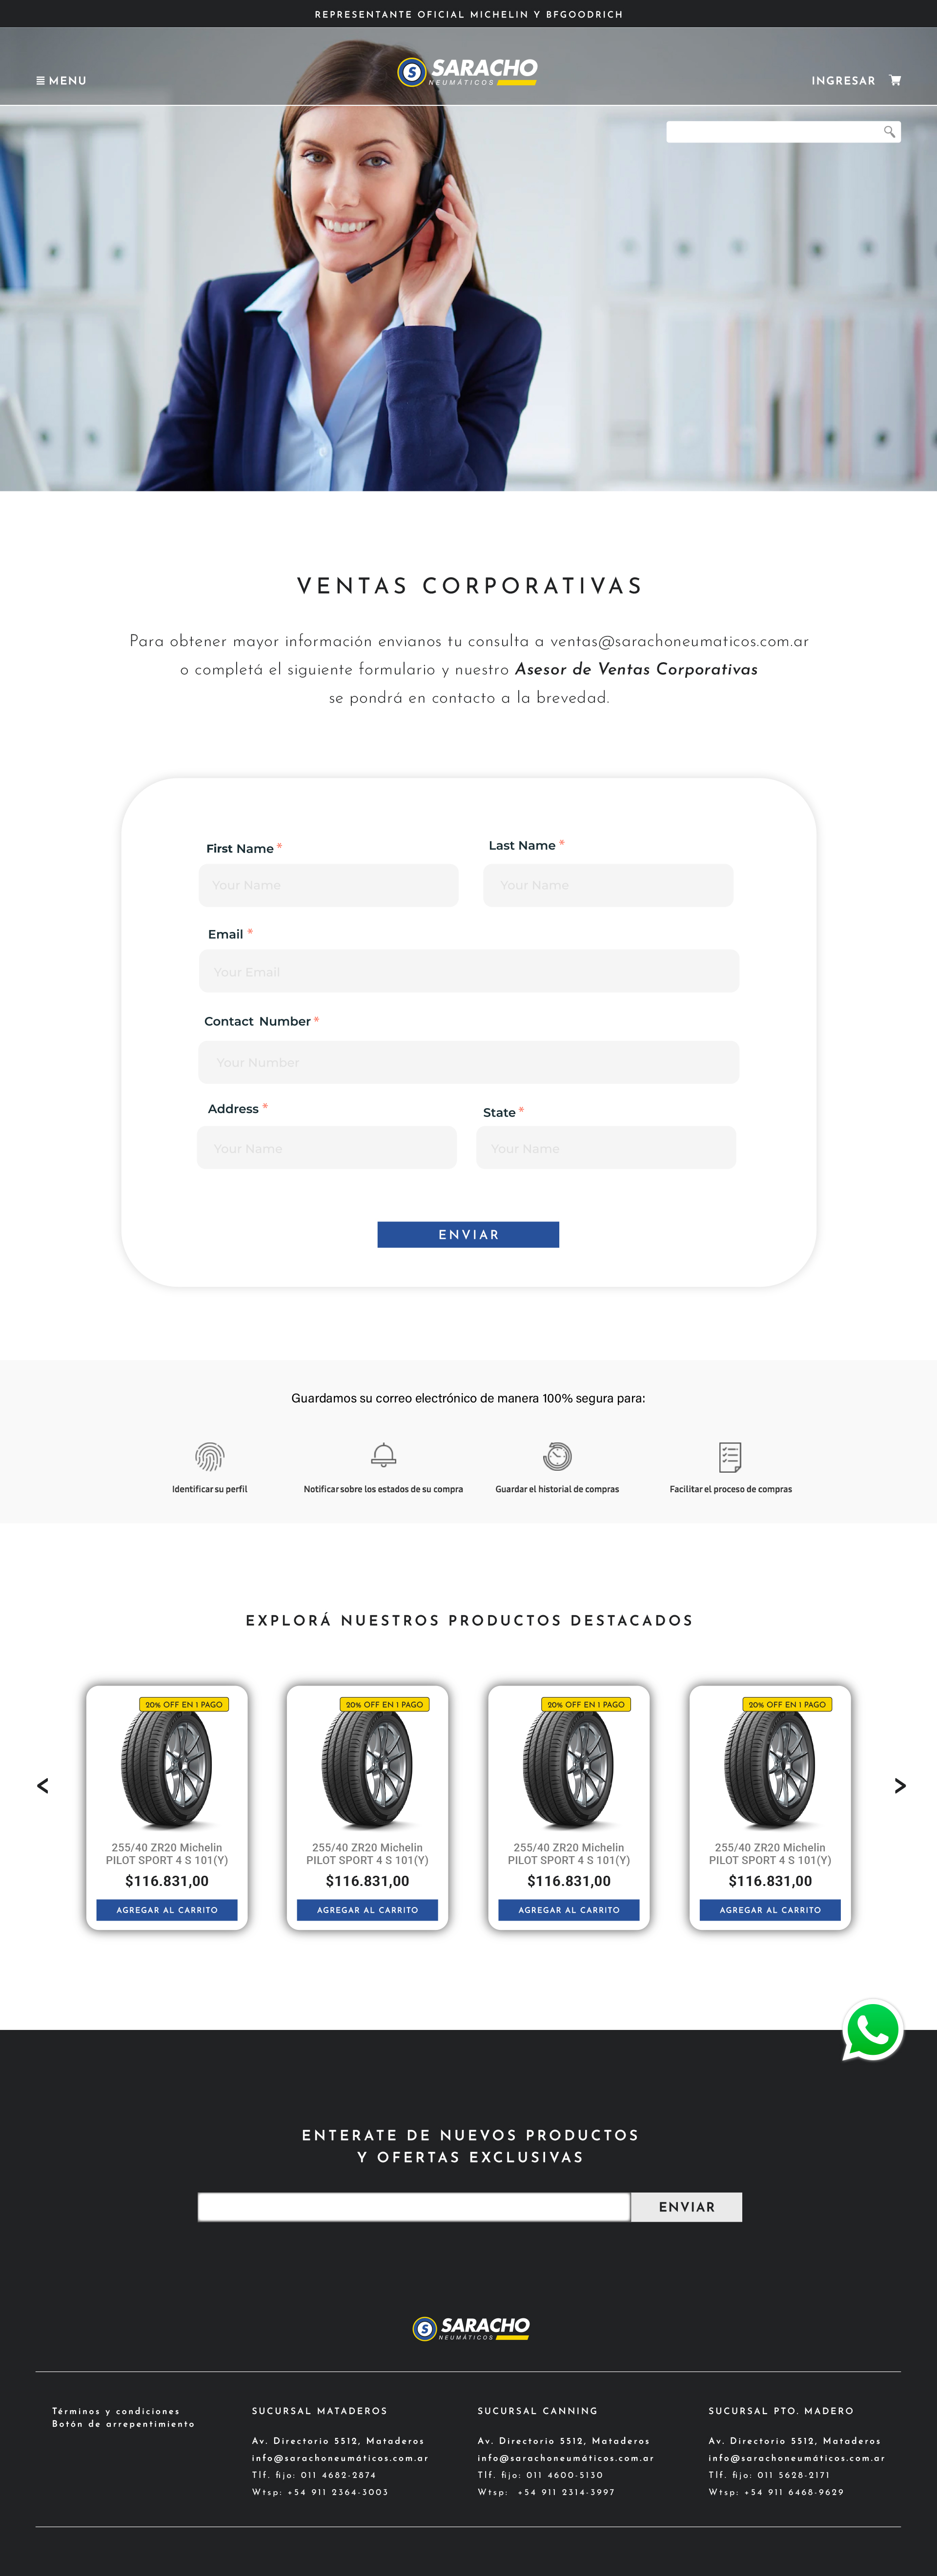 REPRESENTANTE OFICIAL MICHELIN Y BFGOODRICH
MENU
SARACHO
NEUMÁTICOS
INGRESAR
VENTAS CORPORATIVAS
Para obtener mayor información envianos tu consulta a ventas@sarachoneumaticos.com.ar
o completá el siguiente formulario y nuestro Asesor de Ventas Corporativas
se pondrá en contacto a la brevedad.
First Name *
Last Name *
Your Name
Your Name
Email *
Your Email
Contact Number *
Your Number
Address *
State *
Your Name
Your Name
ENVIAR
Guardamos su correo electrónico de manera 100% segura para:
Identificar su perfil
Notificar sobre los estados de su compra
Guardar el historial de compras
Facilitar el proceso de compras
EXPLORÁ NUESTROS PRODUCTOS DESTACADOS
20% OFF EN 1 PAGO
255/40 ZR20 Michelin
PILOT SPORT 4 S 101(Y)
$116.831,00
AGREGAR AL CARRITO
20% OFF EN 1 PAGO
255/40 ZR20 Michelin
PILOT SPORT 4 S 101(Y)
$116.831,00
AGREGAR AL CARRITO
20% OFF EN 1 PAGO
255/40 ZR20 Michelin
PILOT SPORT 4 S 101(Y)
$116.831,00
AGREGAR AL CARRITO
20% OFF EN 1 PAGO
255/40 ZR20 Michelin
PILOT SPORT 4 S 101(Y)
$116.831,00
AGREGAR AL CARRITO
ENTERATE DE NUEVOS PRODUCTOS
Y OFERTAS EXCLUSIVAS
ENVIAR
SARACHO
NEUMÁTICOS
Términos y condiciones
Botón de arrepentimiento
SUCURSAL MATADEROS
Av. Directorio 5512, Mataderos
info@sarachoneumáticos.com.ar
Tlf. fijo: 011 4682-2874
Wtsp: +54 911 2364-3003
SUCURSAL CANNING
Av. Directorio 5512, Mataderos
info@sarachoneumáticos.com.ar
Tlf. fijo: 011 4600-5130
Wtsp: +54 911 2314-3997
SUCURSAL PTO. MADERO
Av. Directorio 5512, Mataderos
info@sarachoneumáticos.com.ar
Tlf. fijo: 011 5628-2171
Wtsp: +54 911 6468-9629